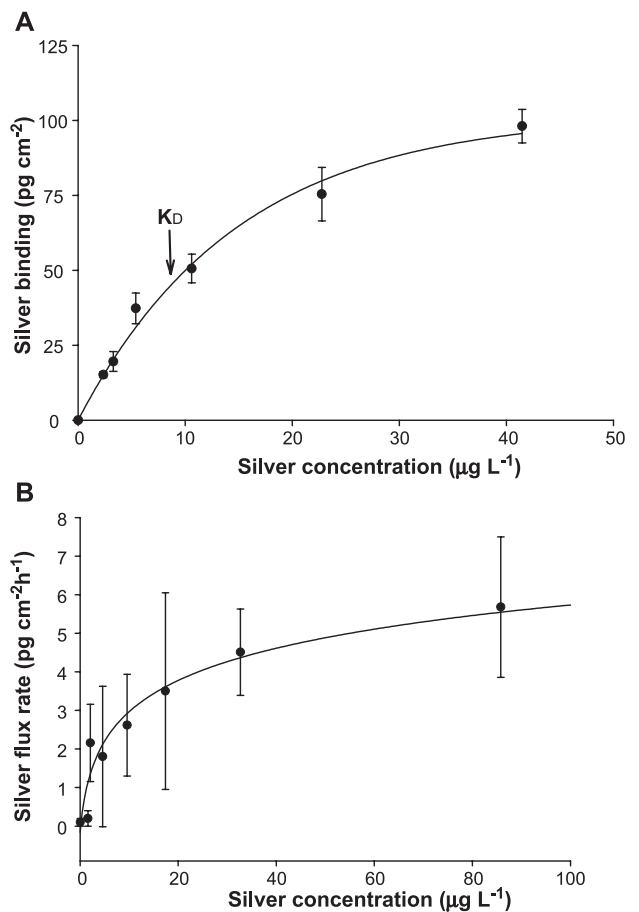 A
125
100
75
50
25
0
Silver binding (pg cm-2)
KD
0 10 20 30 40 50
Silver concentration (µg L-1)
B
8
7
6
5
4
3
2
1
0
Silver flux rate (pg cm-2h-1)
0 20 40 60 80 100
Silver concentration (µg L-1)